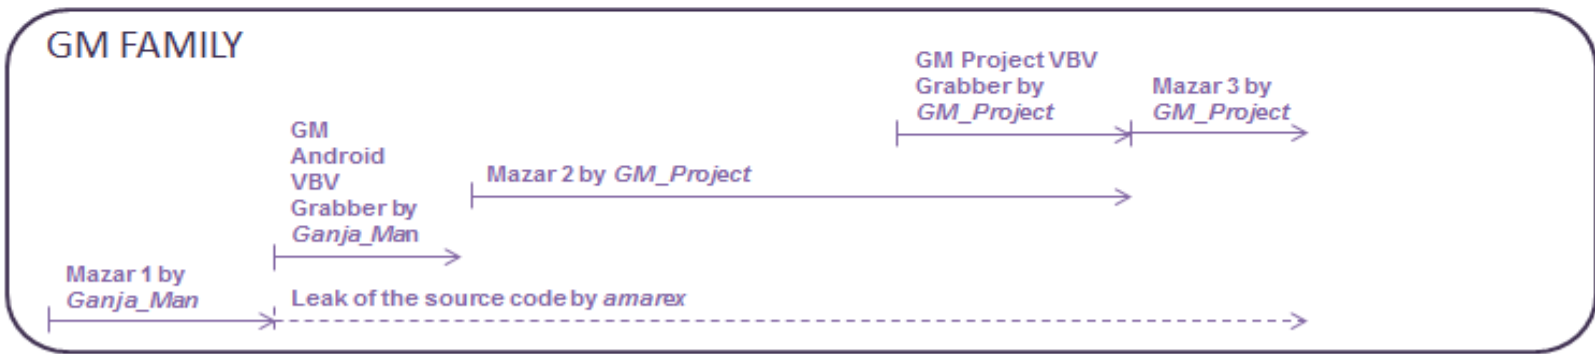 GM FAMILY
GM Project VBV
Grabber by
GM_Project
Mazar 3 by
GM_Project
GM
Android
VBV
Grabber by
Ganja_Man
Mazar 2 by GM_Project
Mazar 1 by
Ganja_Man
Leak of the source code by amarex